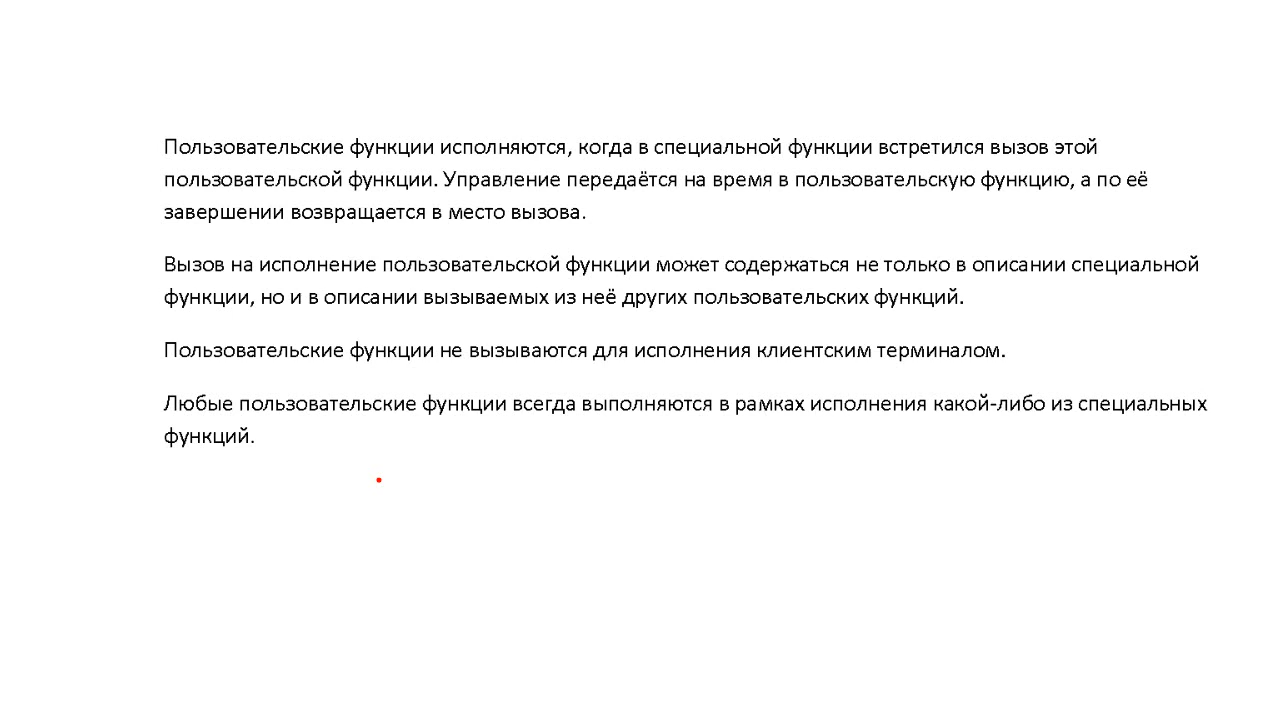 Пользовательские функции исполняются, когда в специальной функции встретился вызов этой
пользовательской функции. Управление передаётся на время в пользовательскую функцию, а по её
завершении возвращается в место вызова.
Вызов на исполнение пользовательской функции может содержаться не только в описании специальной
функции, но и в описании вызываемых из неё других пользовательских функций.
Пользовательские функции не вызываются для исполнения клиентским терминалом.
Любые пользовательские функции всегда выполняются в рамках исполнения какой-либо из специальных
функций.